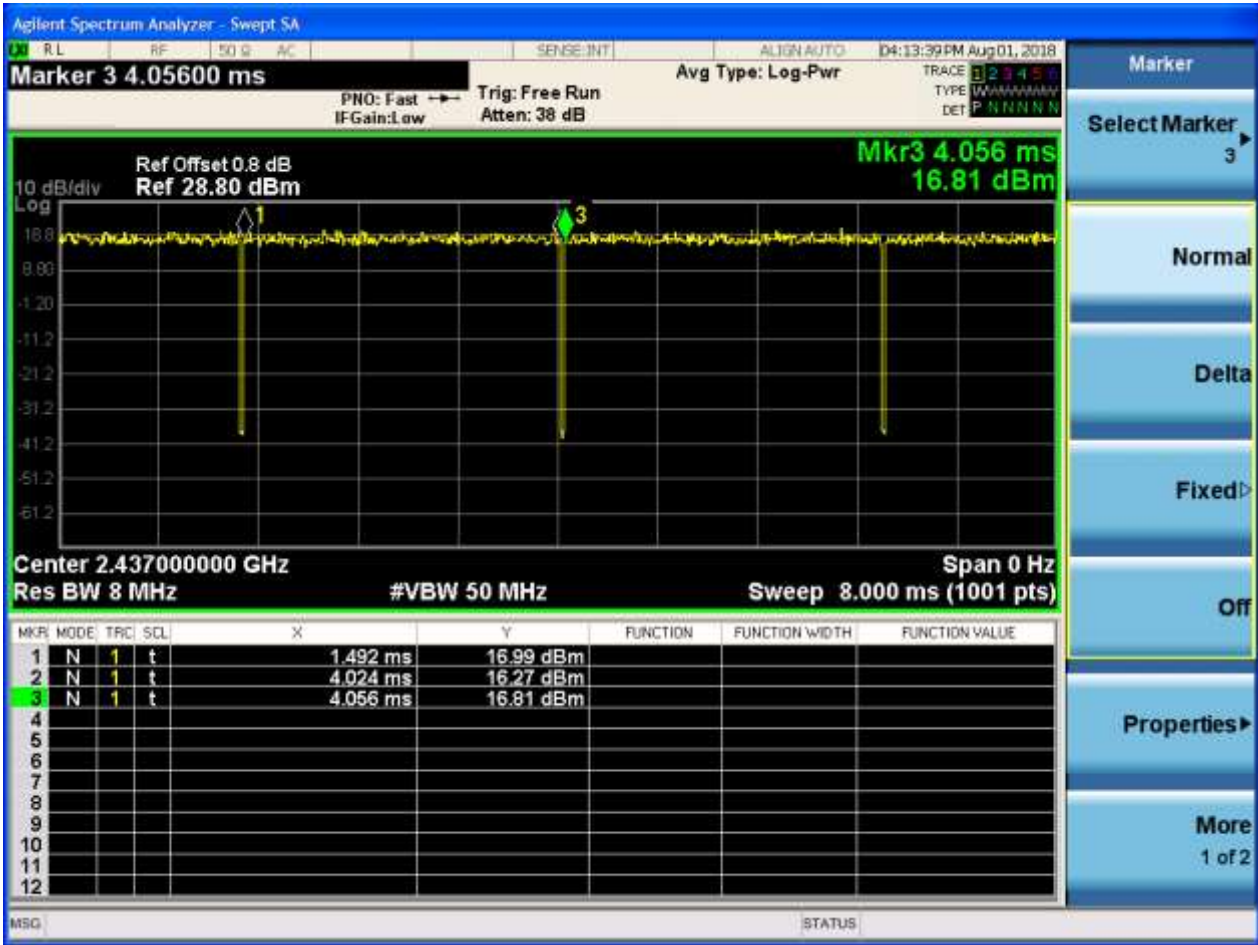 Agilent Spectrum Analyzer - Swept SA
LXI RL RF 50 Ω AC SENSE:INT ALIGN AUTO 04:13:39 PM Aug 01, 2018
Marker 3 4.05600 ms
PNO: Fast
IFGain:Low
Trig: Free Run
Atten: 38 dB
Avg Type: Log-Pwr
TRACE 1 2 3 4 5 6
TYPE WWWWWW
DET P N N N N N
Ref Offset 0.8 dB
10 dB/div Ref 28.80 dBm
Log
Mkr3 4.056 ms
16.81 dBm
1
3
18.8
8.80
-1.20
-11.2
-21.2
-31.2
-41.2
-51.2
-61.2
Center 2.437000000 GHz Span 0 Hz
Res BW 8 MHz #VBW 50 MHz Sweep 8.000 ms (1001 pts)
MKR MODE TRC SCL X Y FUNCTION FUNCTION WIDTH FUNCTION VALUE
1 N 1 t 1.492 ms 16.99 dBm
2 N 1 t 4.024 ms 16.27 dBm
3 N 1 t 4.056 ms 16.81 dBm
4
5
6
7
8
9
10
11
12
MSG STATUS
Marker
Select Marker
3
Normal
Delta
Fixed
Off
Properties
More
1 of 2